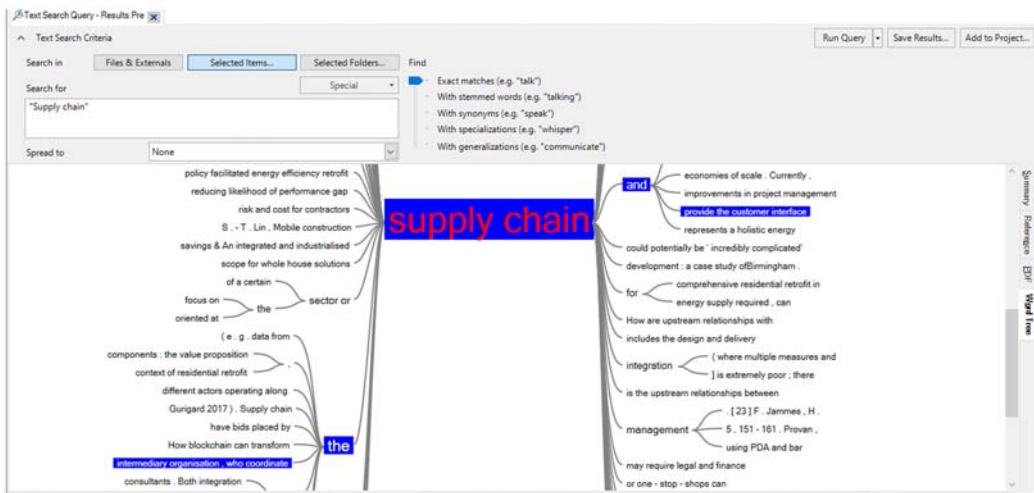 Text Search Query - Results Pre
Text Search Criteria
Run Query
Save Results...
Add to Project...
Search in
Files & Externals
Selected Items...
Selected Folders...
Find
Search for
Special
Exact matches (e.g. "talk")
"Supply chain"
With stemmed words (e.g. "talking")
With synonyms (e.g. "speak")
With specializations (e.g. "whisper")
With generalizations (e.g. "communicate")
Spread to
None
policy facilitated energy efficiency retrofit
reducing likelihood of performance gap
risk and cost for contractors
S . - T . Lin , Mobile construction
savings & An integrated and industrialised
scope for whole house solutions
of a certain
focus on
oriented at
the
sector or
( e . g . data from
components : the value proposition
context of residential retrofit
,
different actors operating along
Gurigard 2017 ) . Supply chain
have bids placed by
How blockchain can transform
intermediary organisation , who coordinate
consultants . Both integration
the
supply chain
and
economies of scale . Currently ,
improvements in project management
provide the customer interface
represents a holistic energy
could potentially be ' incredibly complicated'
development : a case study ofBirmingham .
for
comprehensive residential retrofit in
energy supply required , can
How are upstream relationships with
includes the design and delivery
integration
( where multiple measures and
] is extremely poor ; there
is the upstream relationships between
management
. [ 23 ] F . Jammes , H .
5 , 151 - 161 . Provan ,
using PDA and bar
may require legal and finance
or one - stop - shops can
Summary
Reference
PDF
Word Tree